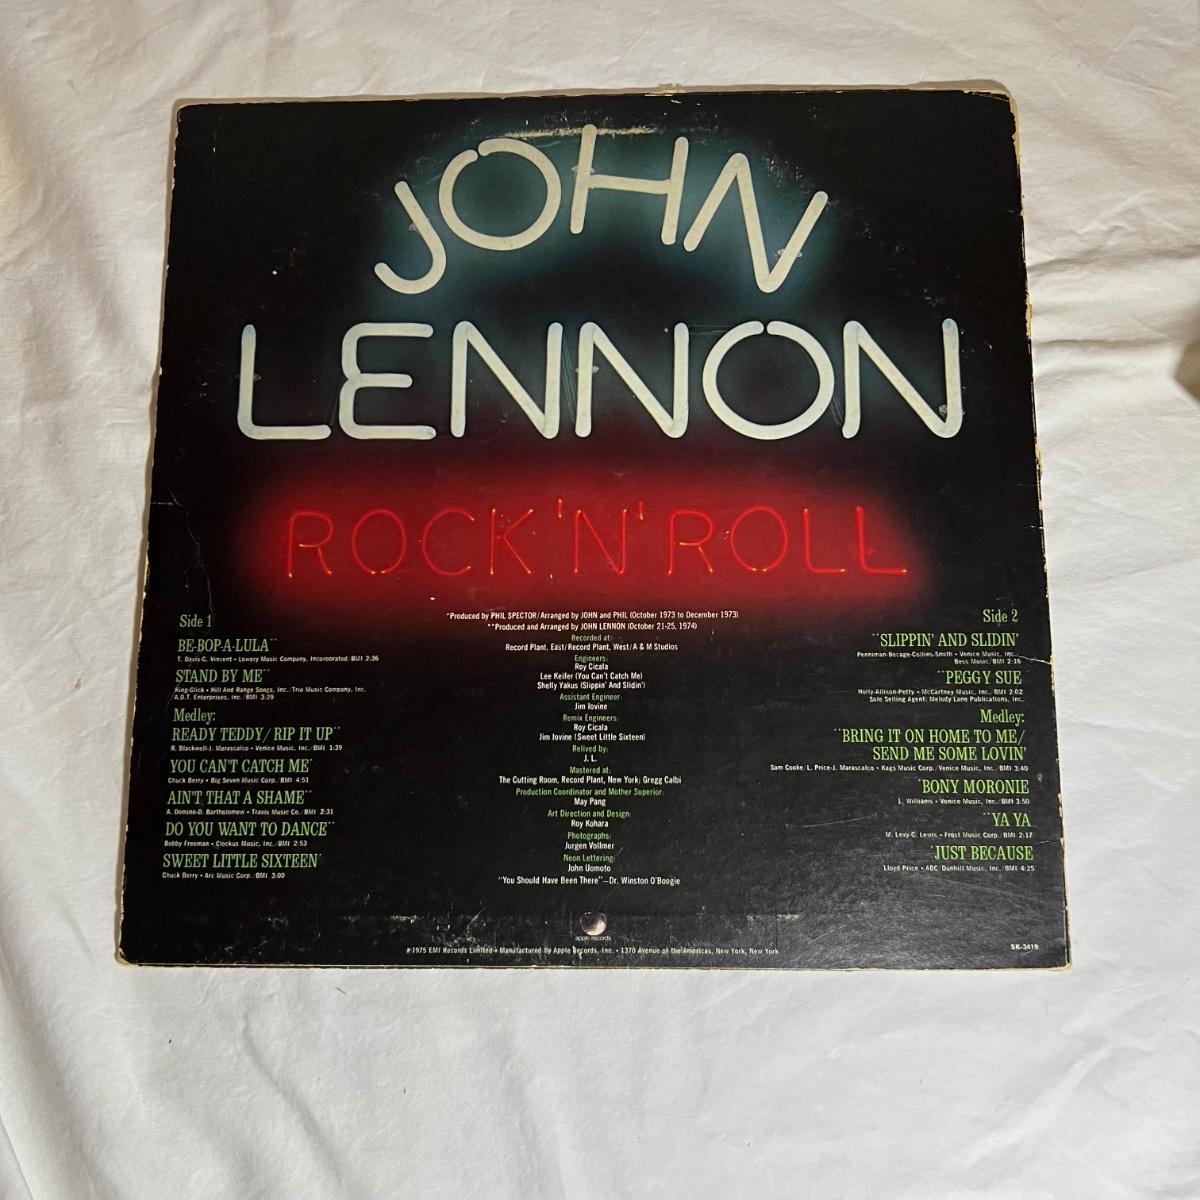 JOHN
LENNON
ROCK 'N' ROLL
Side 1
BE-BOP-A-LULA**
T. Davis-G. Vincent • Lowery Music Company, Incorporated/BMI 2:36
STAND BY ME**
King-Glick • Hill And Range Songs, Inc./Trio Music Company, Inc.
A.D.T. Enterprises, Inc./BMI 3:29
Medley:
READY TEDDY/RIP IT UP**
R. Blackwell-J. Marascalco • Venice Music, Inc./BMI 1:39
YOU CAN'T CATCH ME*
Chuck Berry • Big Seven Music Corp./BMI 4:51
AIN'T THAT A SHAME**
A. Domino-D. Bartholomew • Travis Music Co./BMI 2:31
DO YOU WANT TO DANCE**
Bobby Freeman • Clockus Music, Inc./BMI 2:53
SWEET LITTLE SIXTEEN*
Chuck Berry • Arc Music Corp./BMI 3:00
*Produced by PHIL SPECTOR/Arranged by JOHN and PHIL (October 1973 to December 1973)
**Produced and Arranged by JOHN LENNON (October 21-25, 1974)
Recorded at:
Record Plant, East/Record Plant, West/A & M Studios
Engineers:
Roy Cicala
Lee Keifer (You Can't Catch Me)
Shelly Yakus (Slippin' And Slidin')
Assistant Engineer:
Jim Iovine
Remix Engineers:
Roy Cicala
Jim Iovine (Sweet Little Sixteen)
Relived by:
J. L.
Mastered at:
The Cutting Room, Record Plant, New York; Gregg Calbi
Production Coordinator and Mother Superior:
May Pang
Art Direction and Design:
Roy Kohara
Photographs:
Jurgen Vollmer
Neon Lettering:
John Uomoto
"You Should Have Been There"—Dr. Winston O'Boogie
Side 2
**SLIPPIN' AND SLIDIN'
Penniman-Bocage-Collins-Smith • Venice Music, Inc.
Bess Music/BMI 2:16
**PEGGY SUE
Holly-Allison-Petty • McCartney Music, Inc./BMI 2:02
Sole Selling Agent: Melody Lane Publications, Inc.
Medley:
**BRING IT ON HOME TO ME/
SEND ME SOME LOVIN'
Sam Cooke/L. Price-J. Marascalco • Kags Music Corp./Venice Music, Inc./BMI 3:40
*BONY MORONIE
L. Williams • Venice Music, Inc./BMI 3:50
**YA YA
M. Levy-C. Lewis • Frost Music Corp./BMI 2:17
*JUST BECAUSE
Lloyd Price • ABC/Dunhill Music, Inc./BMI 4:25
apple records
℗1975 EMI Records Limited • Manufactured by Apple Records, Inc. • 1370 Avenue of the Americas, New York, New York
SK-3419